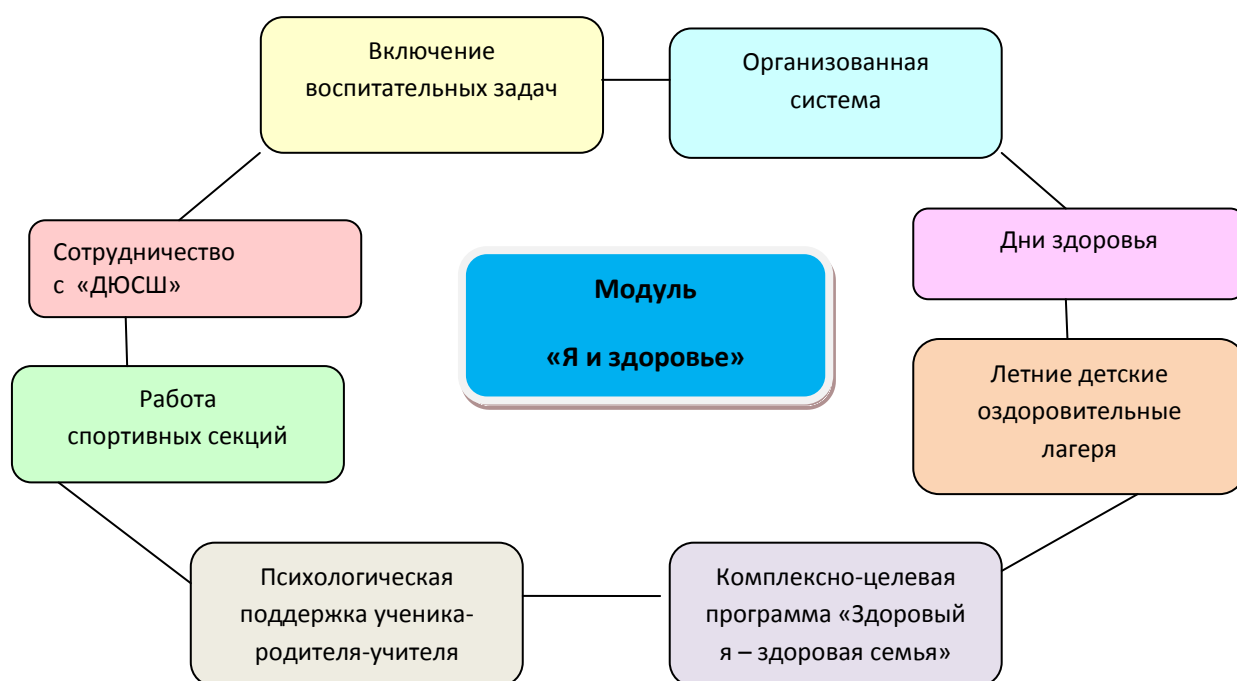 Включение
воспитательных задач
Организованная
система
Сотрудничество
с «ДЮСШ»
Модуль
«Я и здоровье»
Дни здоровья
Работа
спортивных секций
Летние детские
оздоровительные
лагеря
Психологическая
поддержка ученика-
родителя-учителя
Комплексно-целевая
программа «Здоровый
я – здоровая семья»